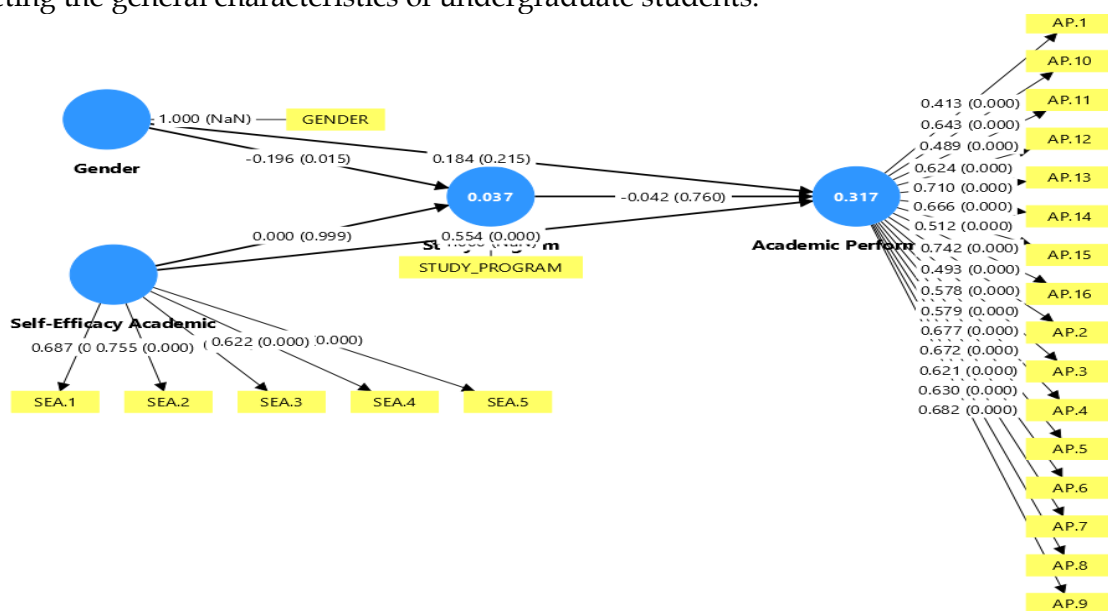 ting the general characteristics of undergraduate students.
AP.1
AP.10
0.413 (0.000)
AP.11
0.643 (0.000)
1.000 (NaN)
GENDER
0.489 (0.000)
AP.12
-0.196 (0.015)
0.184 (0.215)
0.624 (0.000)
Gender
0.710 (0.000)
AP.13
0.037
-0.042 (0.760)
0.317
0.666 (0.000)
AP.14
0.512 (0.000)
0.000 (0.999)
0.554 (0.000)
Academic Perform
0.742 (0.000)
AP.15
STUDY_PROGRAM
0.493 (0.000)
0.578 (0.000)
AP.16
0.579 (0.000)
Self-Efficacy Academic
0.677 (0.000)
AP.2
0.687 (0
0.755 (0.000)
0.622 (0.000)
0.000)
0.672 (0.000)
0.621 (0.000)
AP.3
0.630 (0.000)
SEA.1
SEA.2
SEA.3
SEA.4
SEA.5
0.682 (0.000)
AP.4
AP.5
AP.6
AP.7
AP.8
AP.9